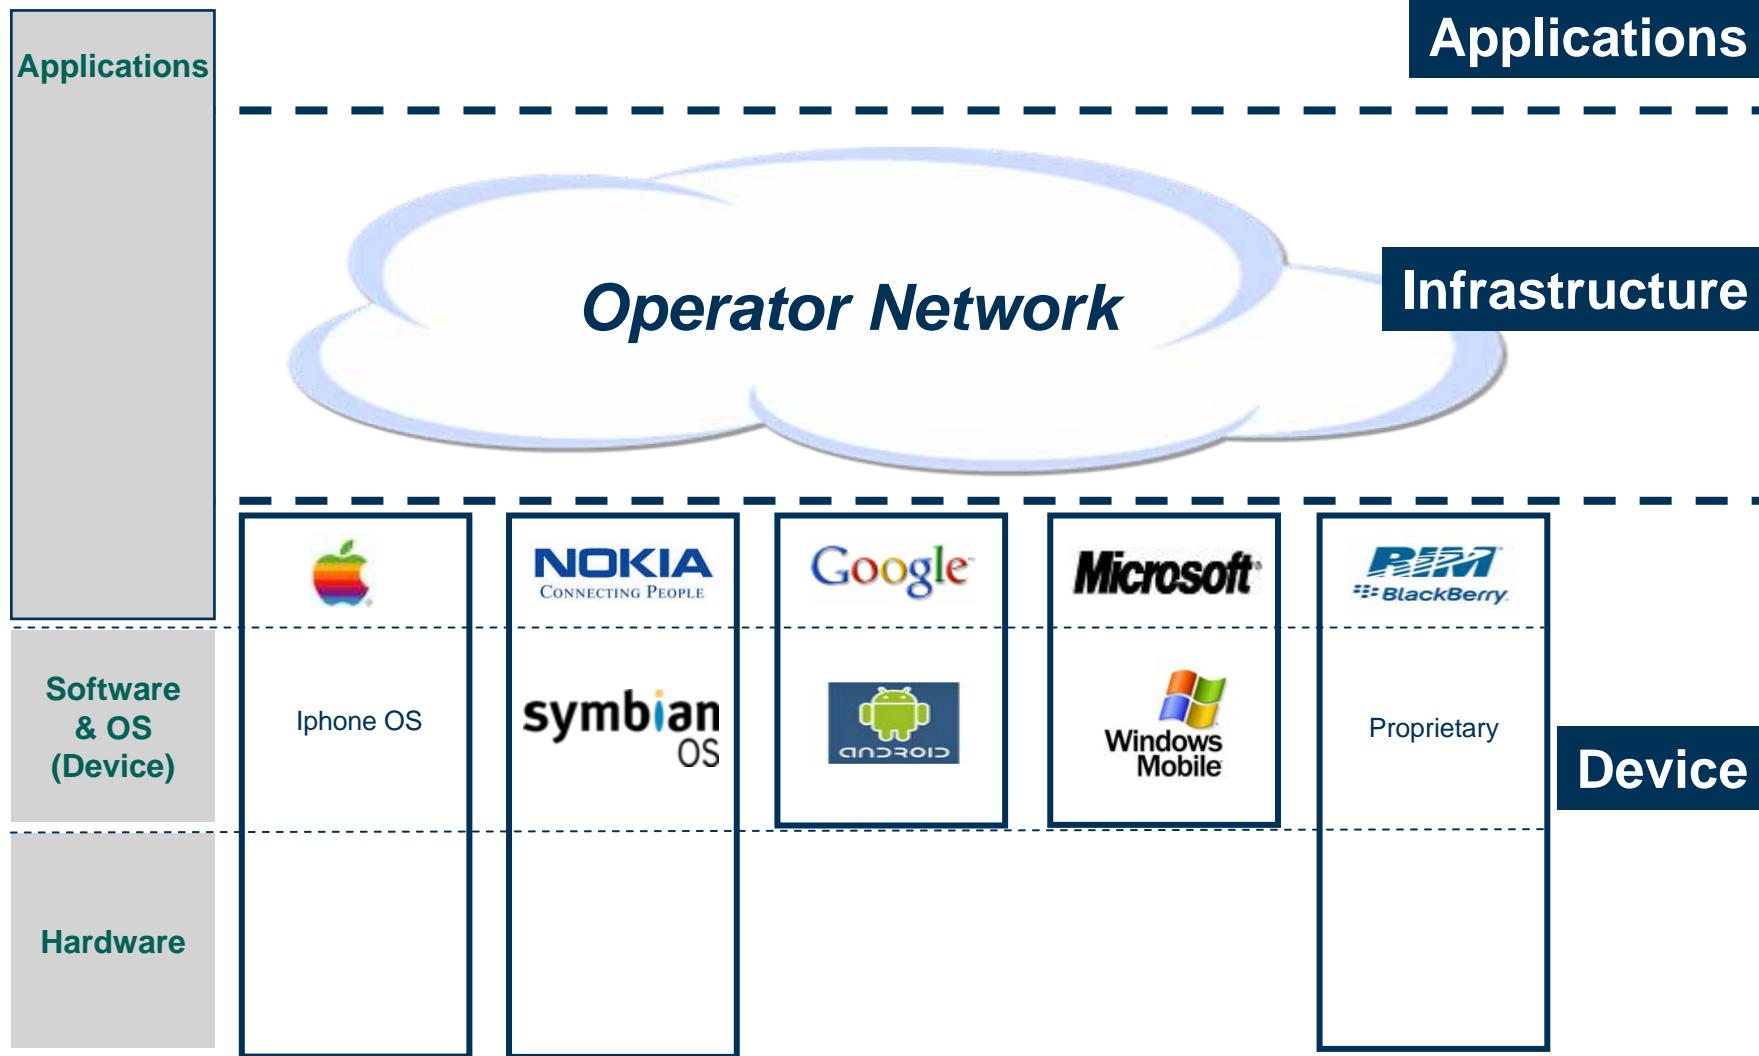 Applications
Applications
Operator Network
Infrastructure
NOKIA
CONNECTING PEOPLE
Google
Microsoft
RIM
BlackBerry
Software
& OS
(Device)
Iphone OS
symbian
OS
ANDROID
Windows
Mobile
Proprietary
Device
Hardware